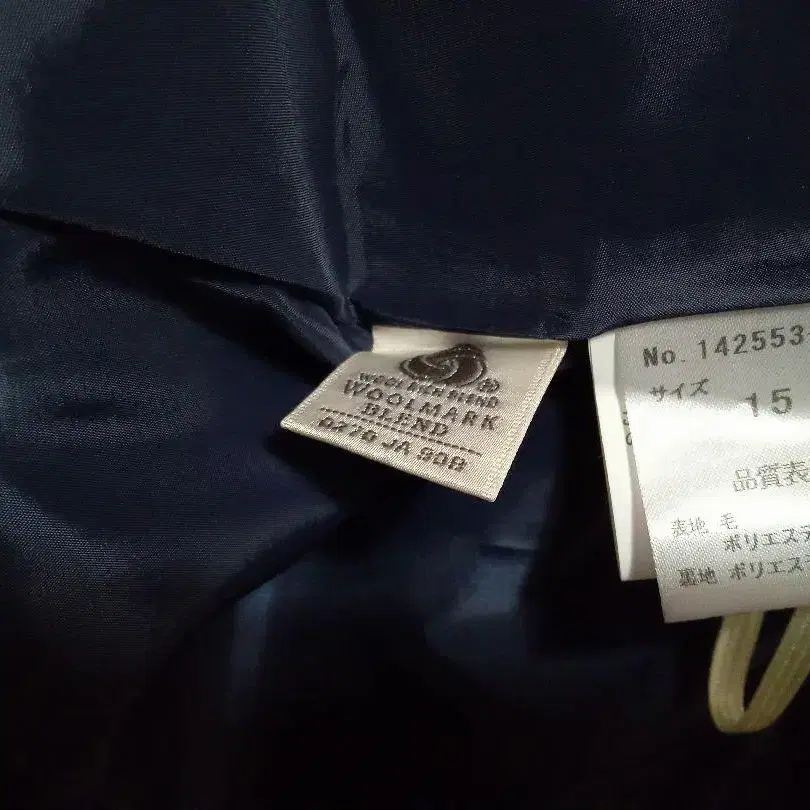 WOOL RICH BLEND
WOOLMARK
BLEND
0270 JA 90B
No. 142553
サイズ
15
品質表
表地 毛
ポリエステ
裏地 ポリエス